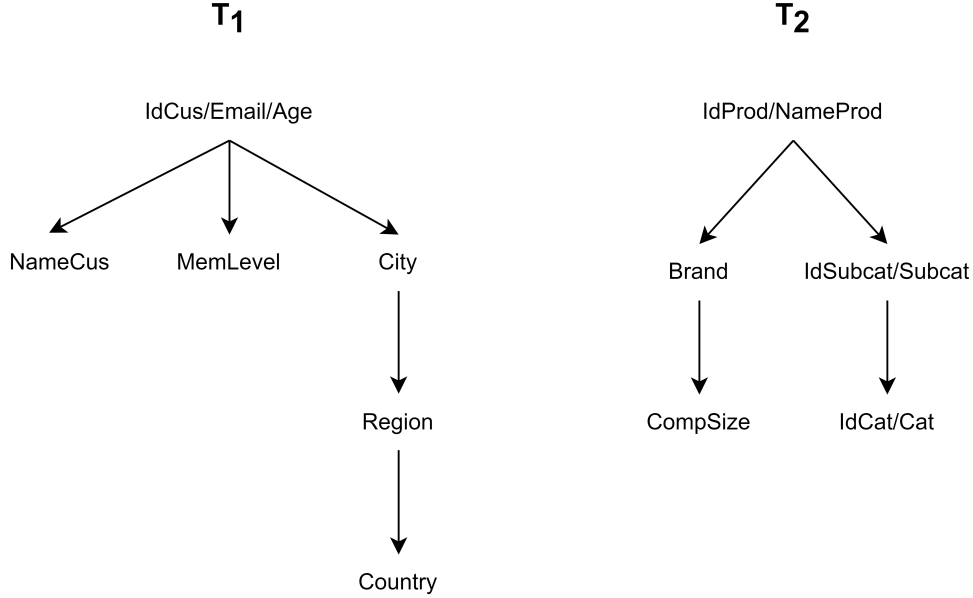 T1 T2
IdCus/Email/Age IdProd/NameProd
NameCus MemLevel City Brand IdSubcat/Subcat
Region CompSize IdCat/Cat
Country